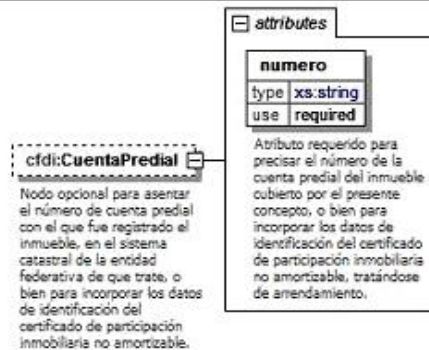 attributes
numero
type xs:string
use required
Atributo requerido para
precisar el número de la
cuenta predial del inmueble
cubierto por el presente
concepto, o bien para
incorporar los datos de
identificación del certificado
de participación inmobiliaria
no amortizable, tratándose
de arrendamiento.
cfdi:CuentaPredial
Nodo opcional para asentar
el número de cuenta predial
con el que fue registrado el
inmueble, en el sistema
catastral de la entidad
federativa de que trate, o
bien para incorporar los datos
de identificación del
certificado de participación
inmobiliaria no amortizable.